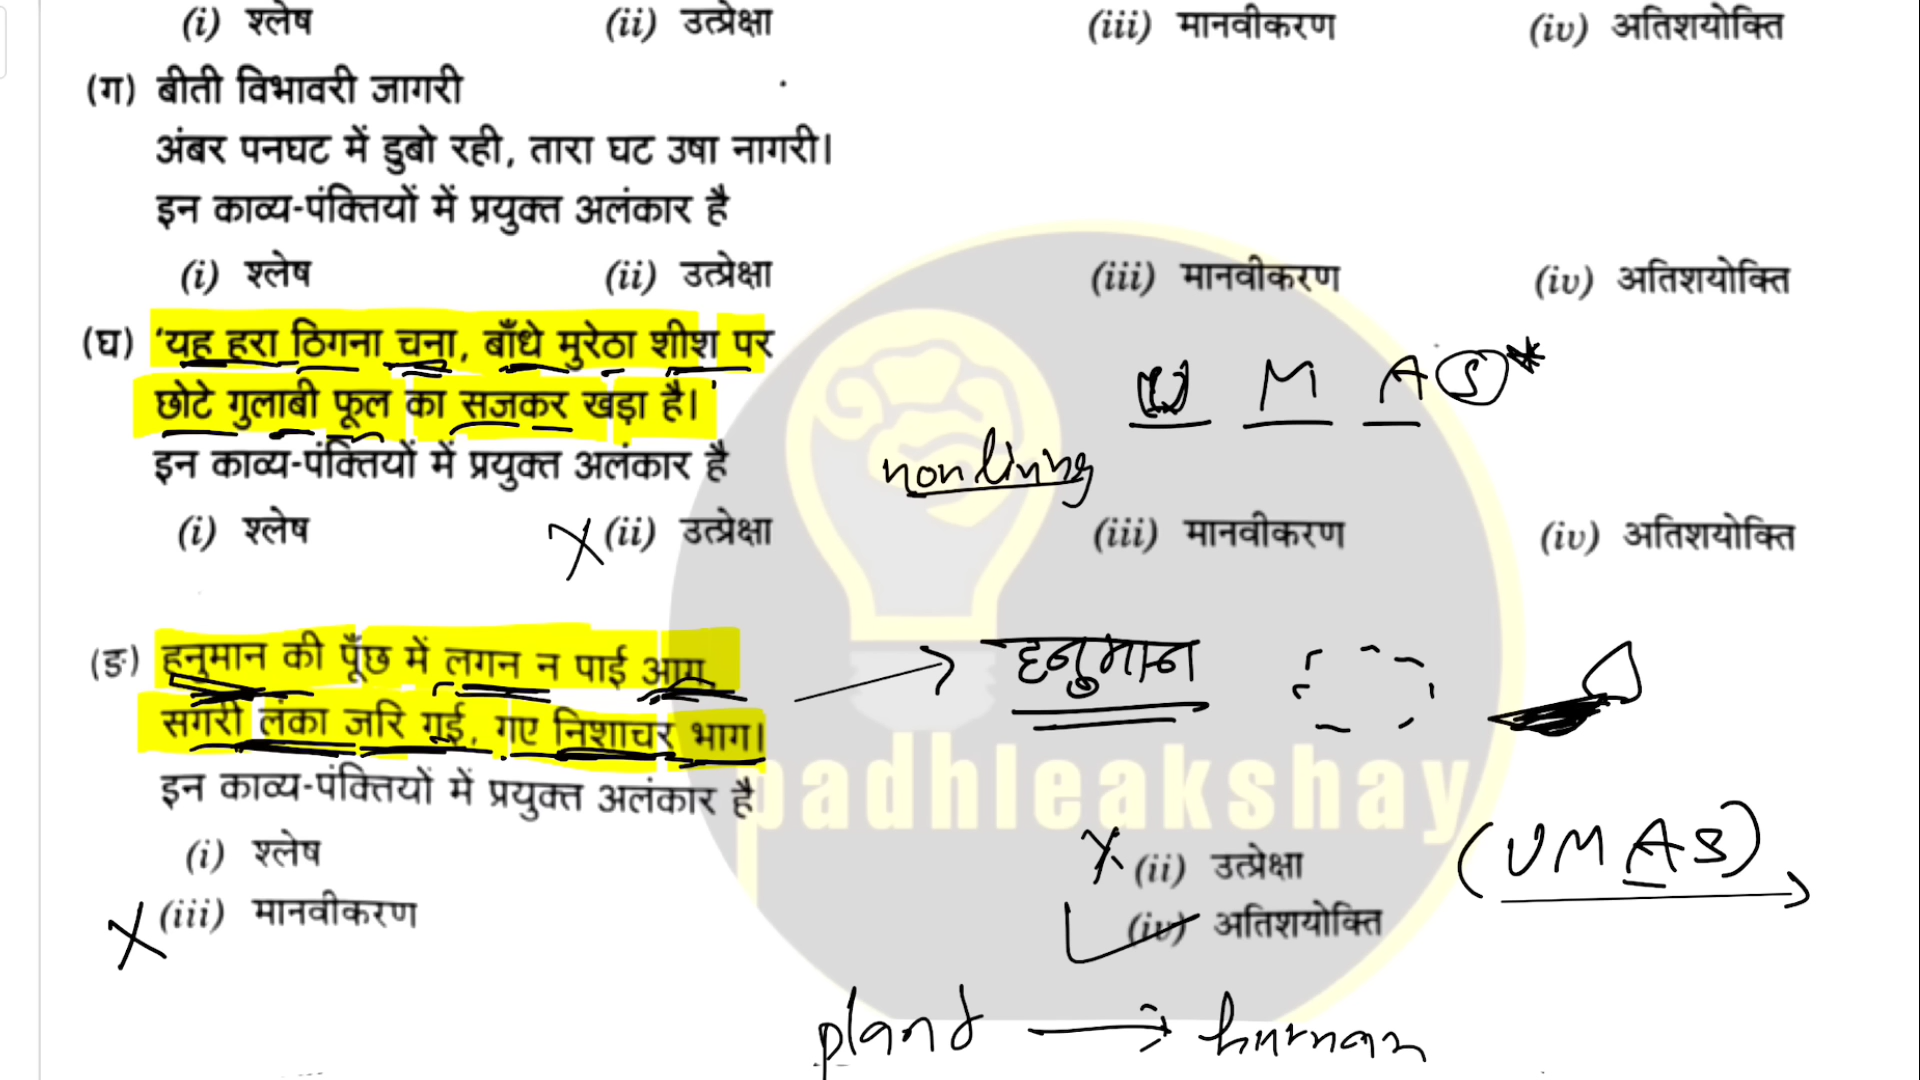 (i) श्लेष (ii) उत्प्रेक्षा (iii) मानवीकरण (iv) अतिशयोक्ति
(ग) बीती विभावरी जागरी
अंबर पनघट में डुबो रही, तारा घट उषा नागरी।
इन काव्य-पंक्तियों में प्रयुक्त अलंकार है
(i) श्लेष (ii) उत्प्रेक्षा (iii) मानवीकरण (iv) अतिशयोक्ति
(घ) 'यह हरा ठिगना चना, बाँधे मुरेठा शीश पर
छोटे गुलाबी फूल का सजकर खड़ा है।'
U M A S*
इन काव्य-पंक्तियों में प्रयुक्त अलंकार है
non living
(i) श्लेष X (ii) उत्प्रेक्षा (iii) मानवीकरण (iv) अतिशयोक्ति
(ङ) हनुमान की पूँछ में लगन न पाई आग,
हनुमान
सगरी लंका जरि गई, गए निशाचर भाग।
इन काव्य-पंक्तियों में प्रयुक्त अलंकार है
padhleakshay
(i) श्लेष X (ii) उत्प्रेक्षा
(UMAS)
X (iii) मानवीकरण (iv) अतिशयोक्ति
plant → human